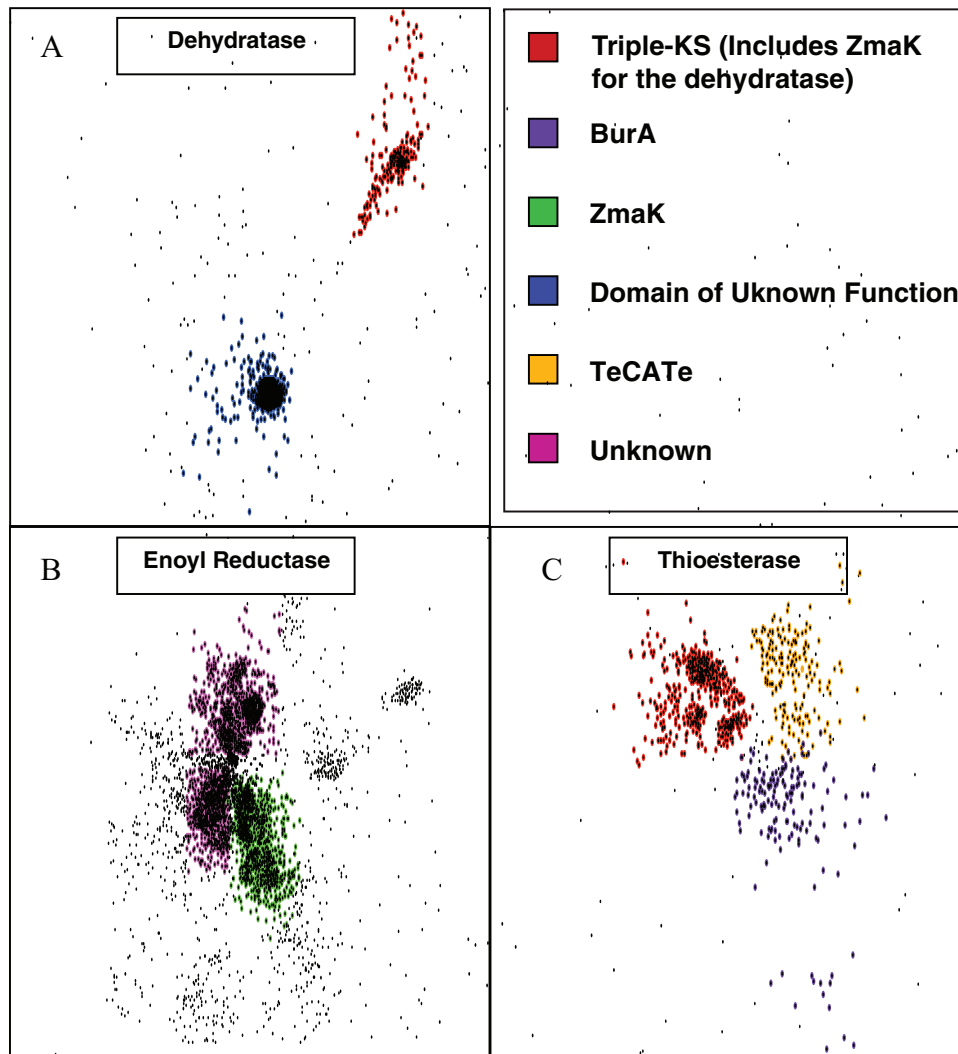 A
Dehydratase
Triple-KS (Includes ZmaK
for the dehydratase)
BurA
ZmaK
Domain of Uknown Function
TeCATe
Unknown
B
Enoyl Reductase
C
Thioesterase